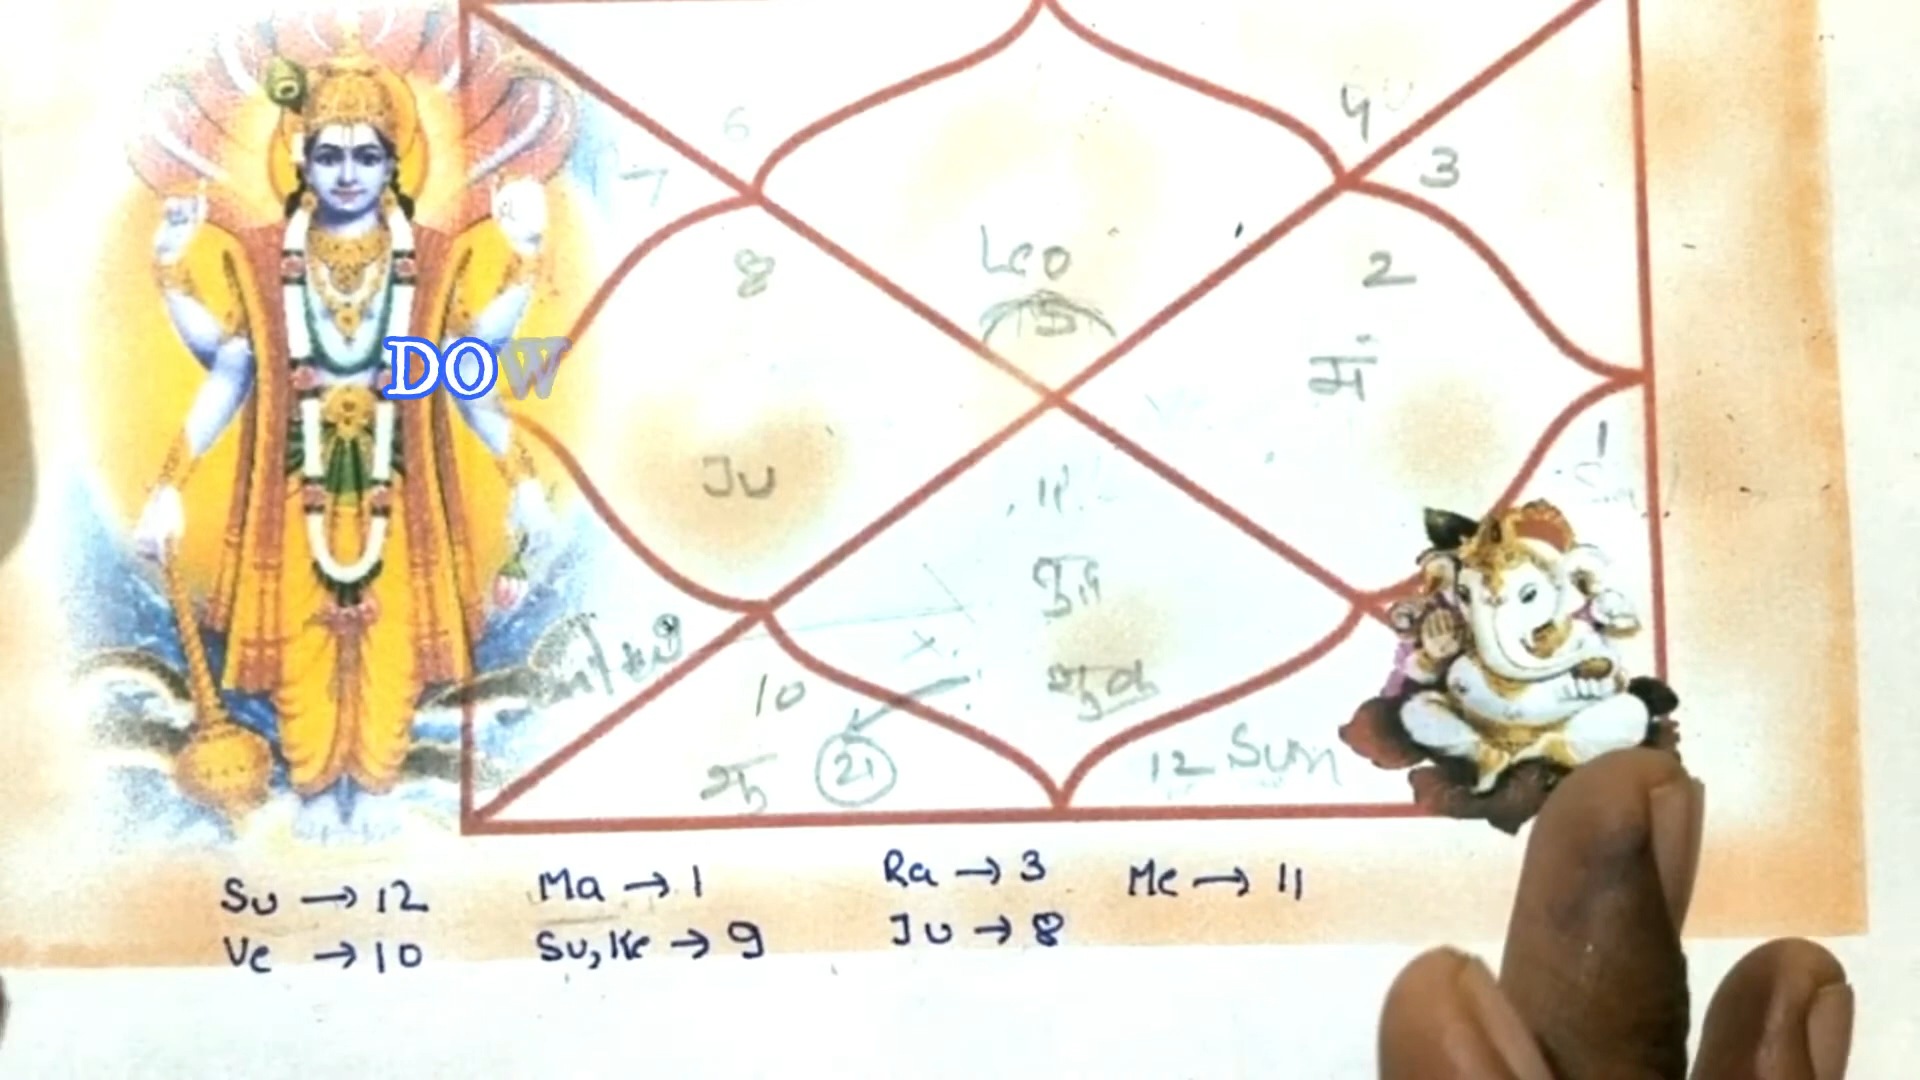 6
4
7
3
Leo
8
2
के
मं
1
DOW
Ju
11
बुध
10
शुक्र
शु
21
12 Sun
Su → 12
Ma → 1
Ra → 3
Me → 11
Ve → 10
Su, Ke → 9
Ju → 8